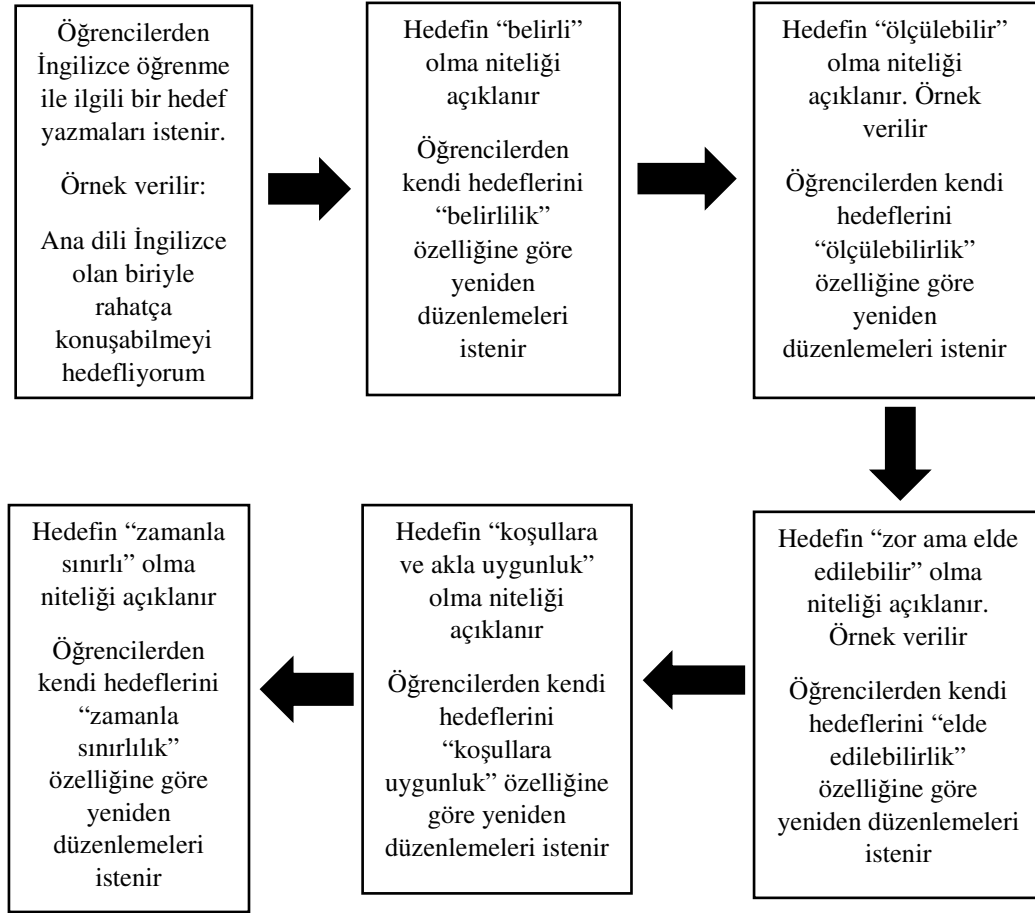 Öğrencilerden
İngilizce öğrenme
ile ilgili bir hedef
yazmaları istenir.
Örnek verilir:
Ana dili İngilizce
olan biriyle
rahatça
konuşabilmeyi
hedefliyorum
Hedefin “belirli”
olma niteliği
açıklanır
Öğrencilerden
kendi hedeflerini
“belirlilik”
özelliğine göre
yeniden
düzenlemeleri
istenir
Hedefin “ölçülebilir”
olma niteliği
açıklanır. Örnek
verilir
Öğrencilerden kendi
hedeflerini
“ölçülebilirlik”
özelliğine göre
yeniden
düzenlemeleri istenir
Hedefin “zor ama elde
edilebilir” olma
niteliği açıklanır.
Örnek verilir
Öğrencilerden kendi
hedeflerini “elde
edilebilirlik”
özelliğine göre
yeniden düzenlemeleri
istenir
Hedefin “koşullara
ve akla uygunluk”
olma niteliği
açıklanır
Öğrencilerden kendi
hedeflerini
“koşullara
uygunluk” özelliğine
göre yeniden
düzenlemeleri istenir
Hedefin “zamanla
sınırlı” olma
niteliği açıklanır
Öğrencilerden
kendi hedeflerini
“zamanla
sınırlılık”
özelliğine göre
yeniden
düzenlemeleri
istenir